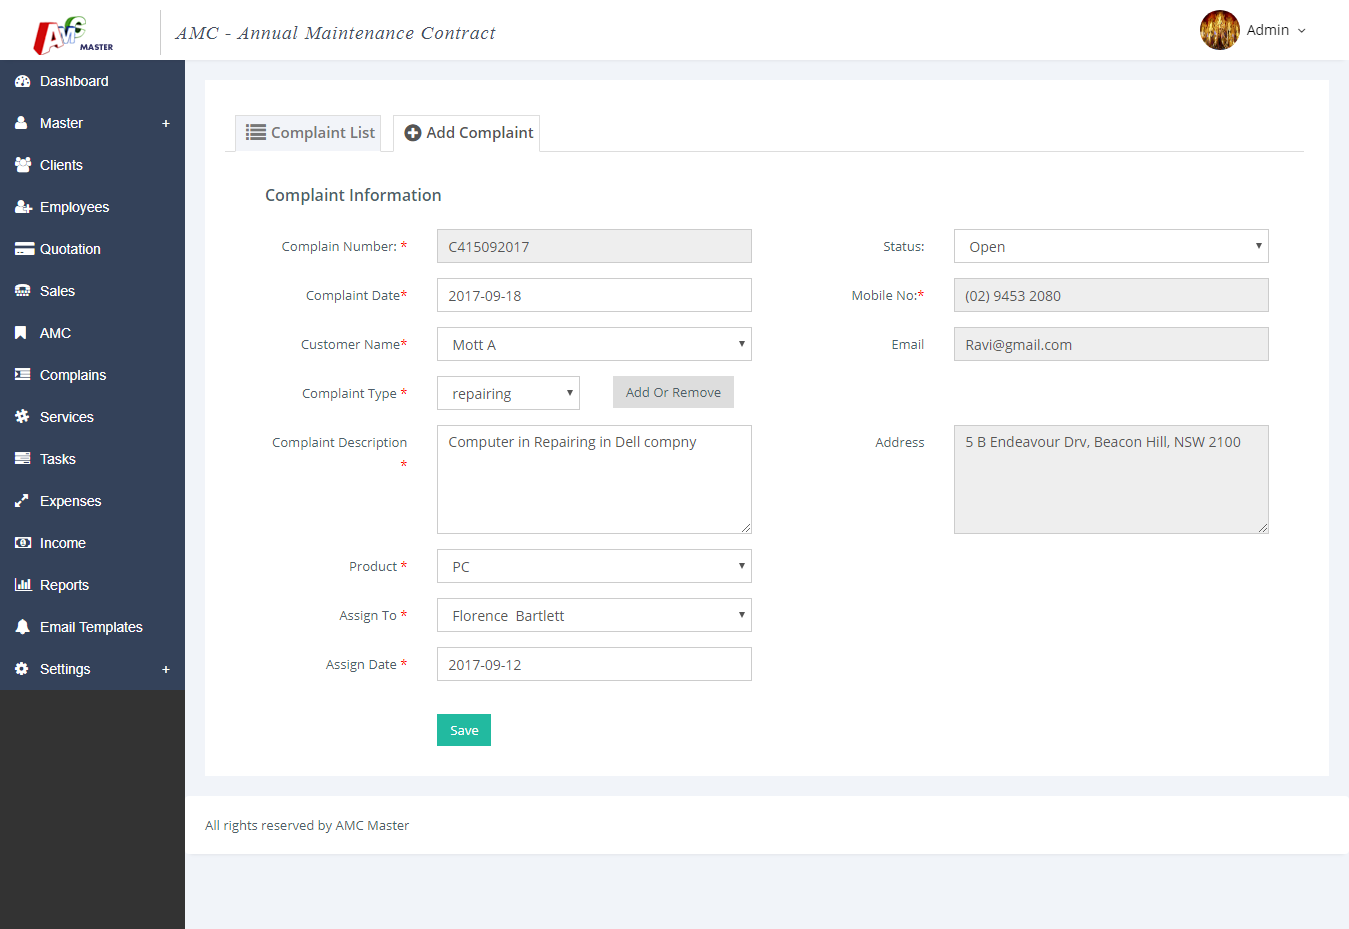 AMC MASTER
AMC - Annual Maintenance Contract
Admin
Dashboard
Master +
Clients
Employees
Quotation
Sales
AMC
Complains
Services
Tasks
Expenses
Income
Reports
Email Templates
Settings +
Complaint List
Add Complaint
Complaint Information
Complain Number: * C415092017
Status: Open
Complaint Date* 2017-09-18
Mobile No:* (02) 9453 2080
Customer Name* Mott A
Email Ravi@gmail.com
Complaint Type * repairing Add Or Remove
Complaint Description
*
Computer in Repairing in Dell compny
Address 5 B Endeavour Drv, Beacon Hill, NSW 2100
Product * PC
Assign To * Florence Bartlett
Assign Date * 2017-09-12
Save
All rights reserved by AMC Master